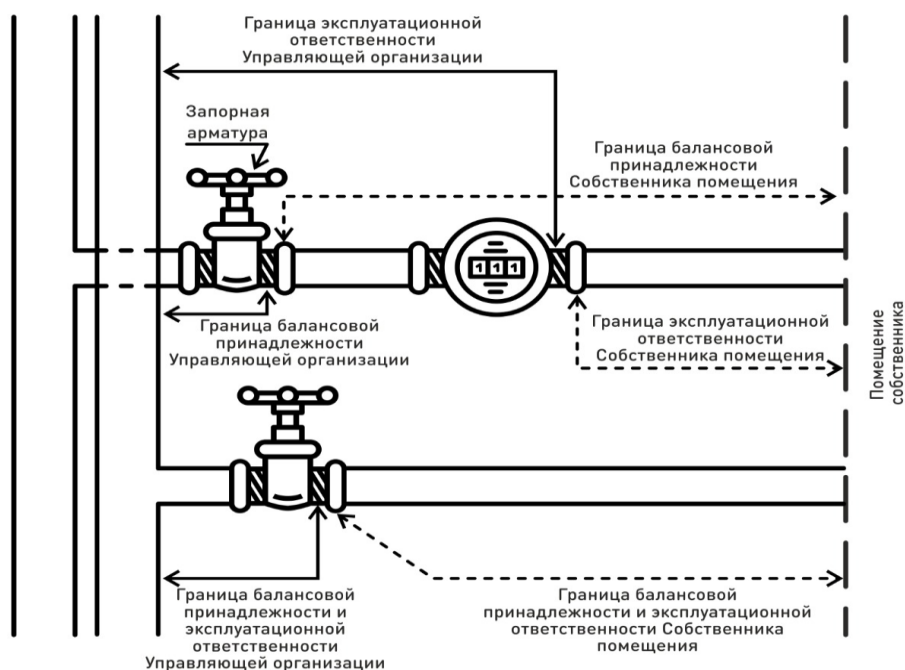 Граница эксплуатационной
ответственности
Управляющей организации
Запорная
арматура
Граница балансовой
принадлежности
Собственника помещения
111
Граница балансовой
принадлежности
Управляющей организации
Граница эксплуатационной
ответственности
Собственника помещения
Помещение
собственника
Граница балансовой
принадлежности и
эксплуатационной
ответственности
Управляющей организации
Граница балансовой
принадлежности и эксплуатационной
ответственности Собственника
помещения